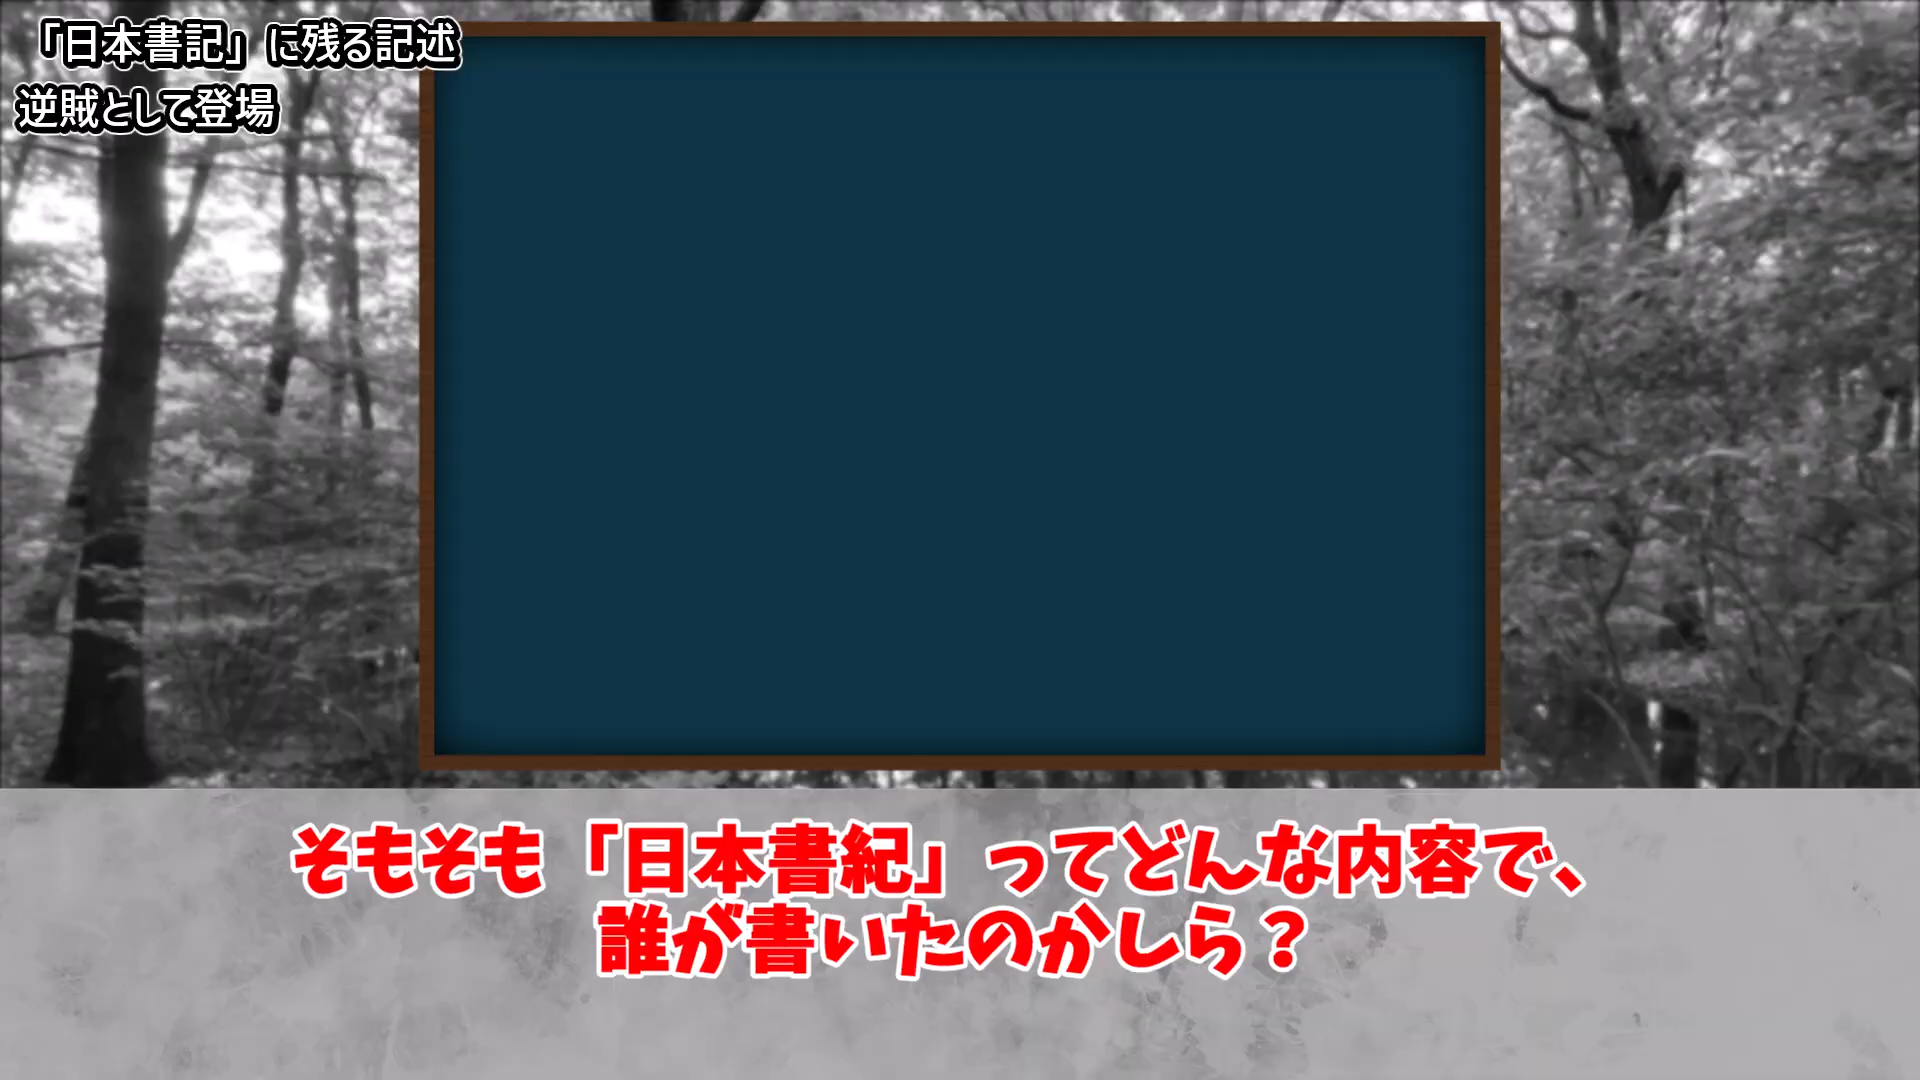 「日本書記」に残る記述
逆賊として登場
そもそも「日本書紀」ってどんな内容で、
誰が書いたのかしら？